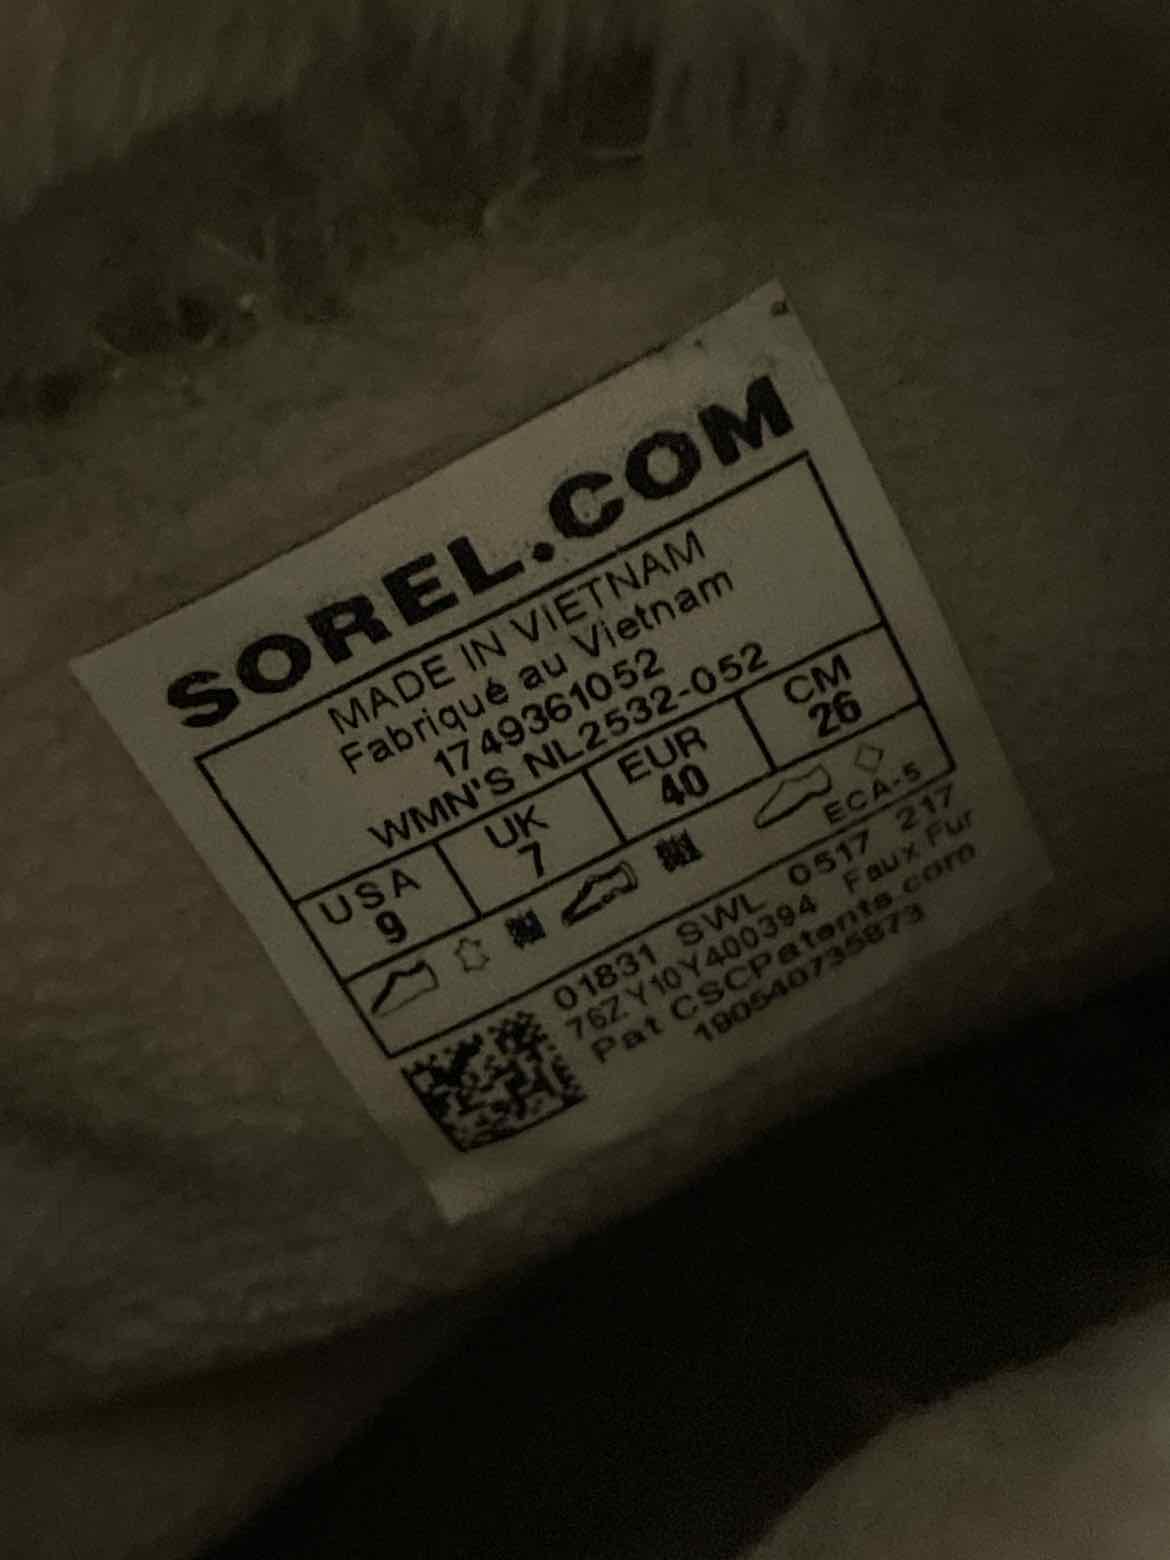 SOREL.COM
MADE IN VIETNAM
Fabriqué au Vietnam
1749361052
WMN'S NL2532-052
USA UK EUR CM
9 7 40 26
ECA-5
01831 SWL 0517 217
76ZY10Y400394 Faux Fur
Pat CSCPatents.com
190540735873